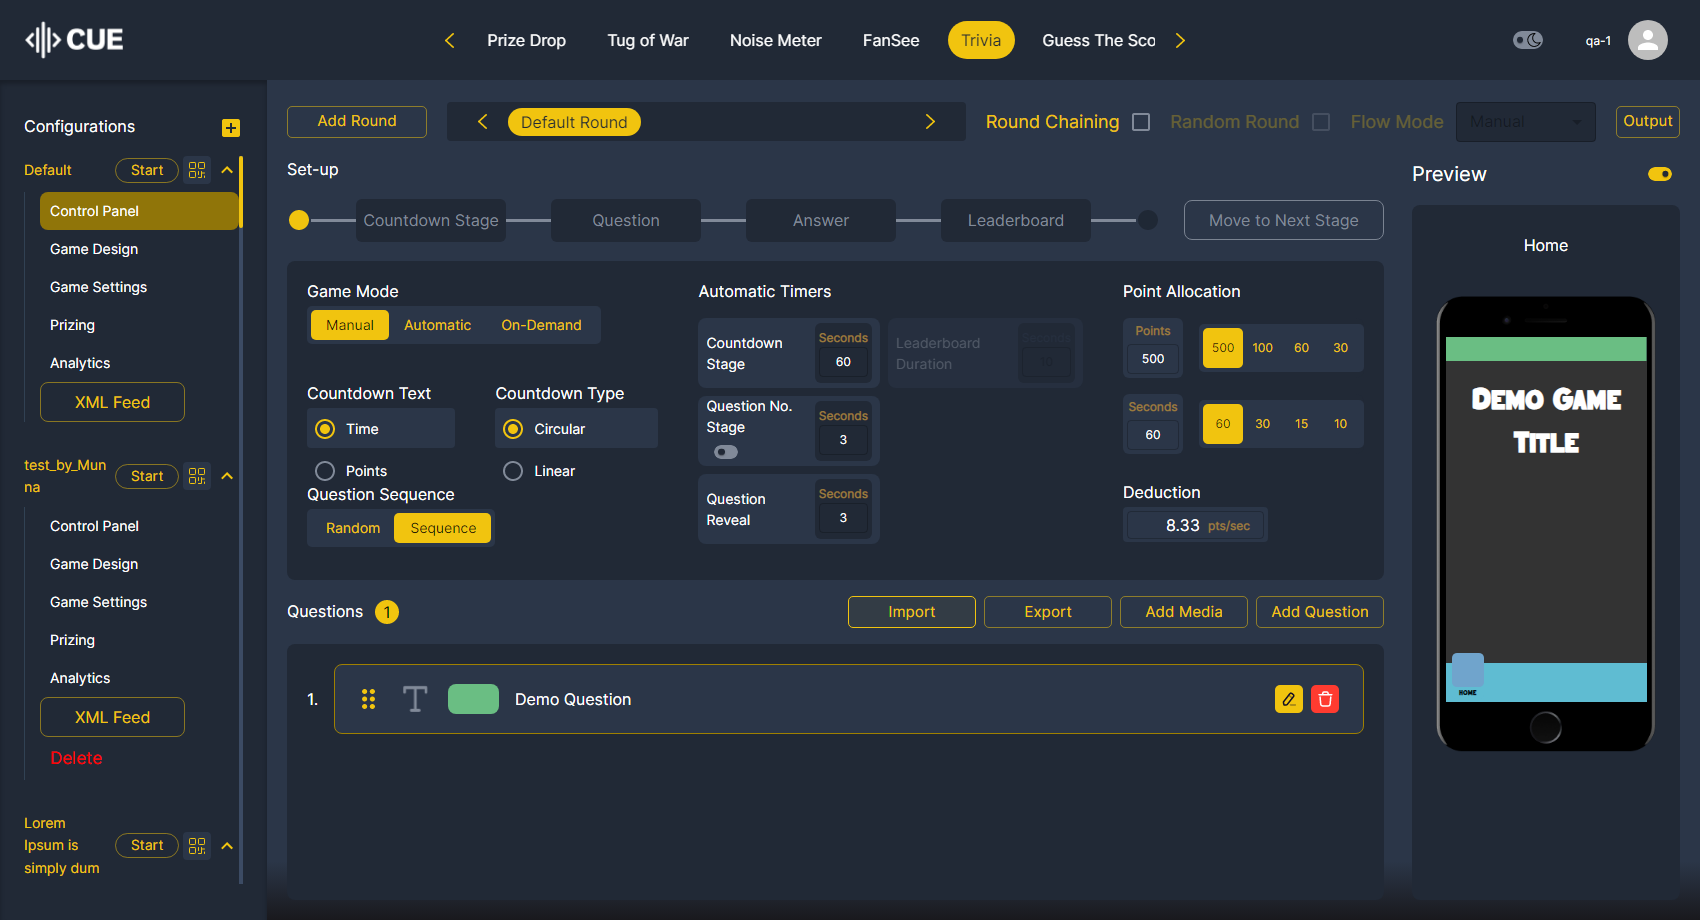 CUE
Prize Drop
Tug of War
Noise Meter
FanSee
Trivia
Guess The Sco
qa-1
Configurations
Default
Start
Control Panel
Game Design
Game Settings
Prizing
Analytics
XML Feed
test_by_Mun
na
Start
Control Panel
Game Design
Game Settings
Prizing
Analytics
XML Feed
Delete
Lorem
Ipsum is
simply dum
Start
Add Round
Default Round
Round Chaining
Random Round
Flow Mode
Manual
Output
Set-up
Countdown Stage
Question
Answer
Leaderboard
Move to Next Stage
Game Mode
Manual
Automatic
On-Demand
Countdown Text
Time
Points
Countdown Type
Circular
Linear
Question Sequence
Random
Sequence
Automatic Timers
Countdown
Stage
Seconds
60
Leaderboard
Duration
Seconds
10
Question No.
Stage
Seconds
3
Question
Reveal
Seconds
3
Point Allocation
Points
500
500
100
60
30
Seconds
60
60
30
15
10
Deduction
8.33 pts/sec
Questions 1
Import
Export
Add Media
Add Question
1.
T
Demo Question
Preview
Home
Demo Game
Title
HOME